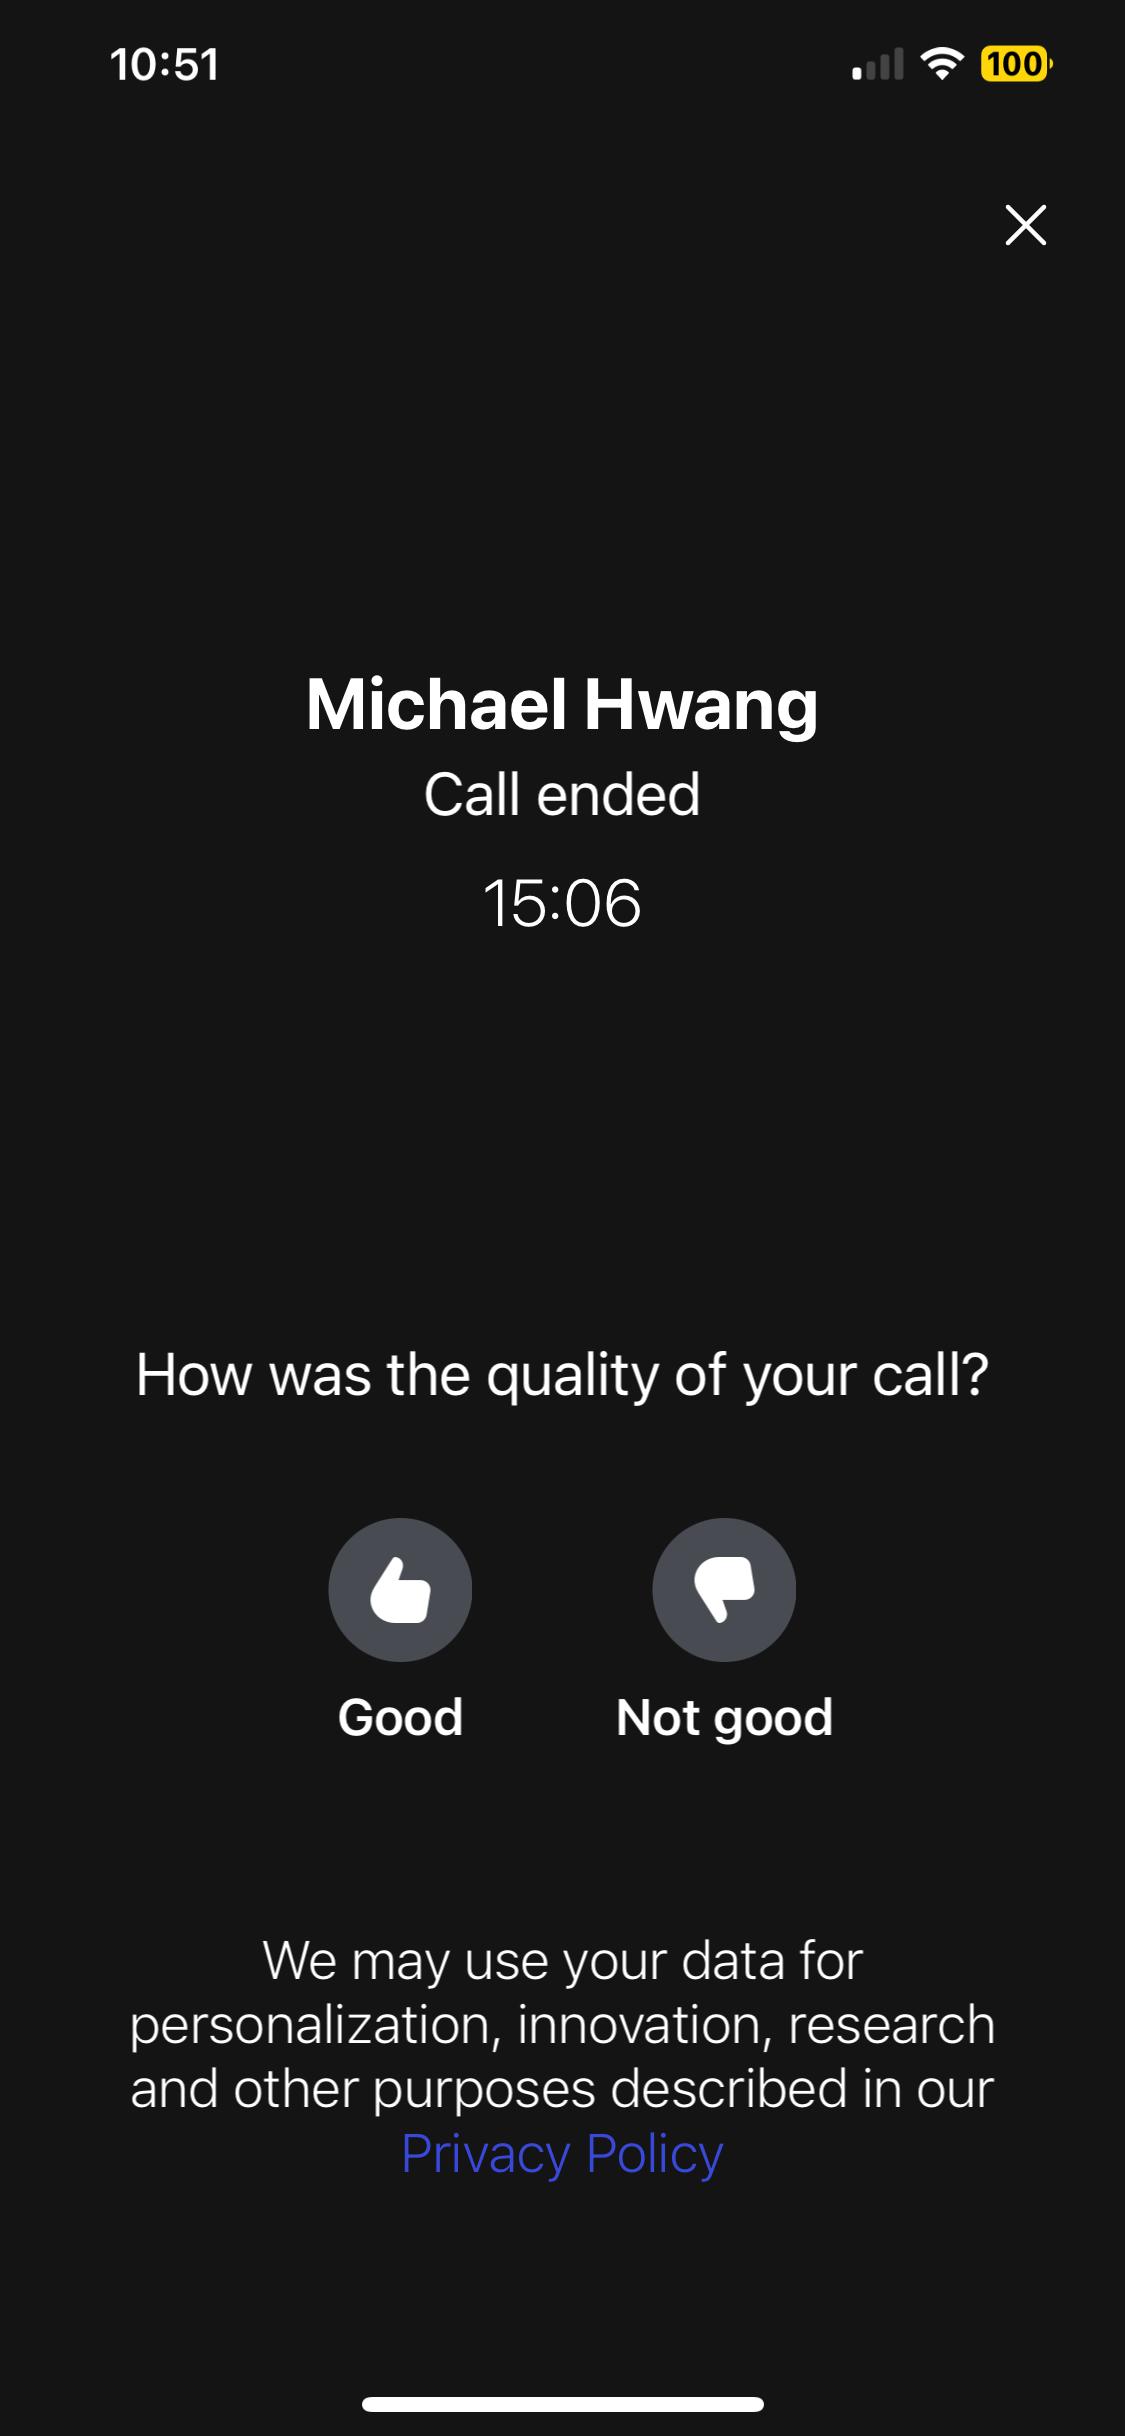 10:51
100
Michael Hwang
Call ended
15:06
How was the quality of your call?
Good
Not good
We may use your data for
personalization, innovation, research
and other purposes described in our
Privacy Policy